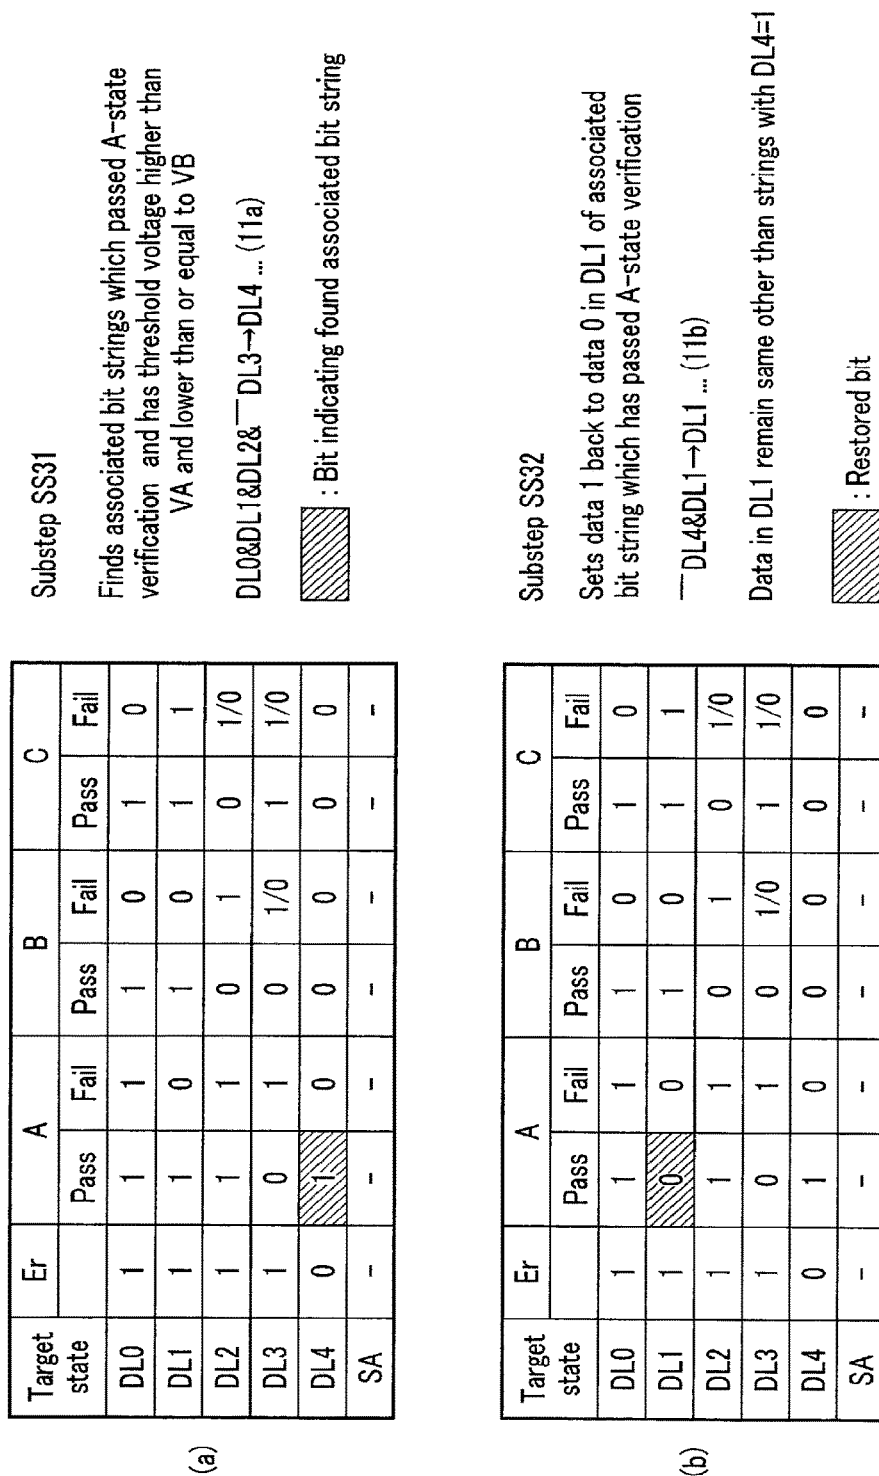 (a)
Target state | Er | A | B | C
Pass | Fail | Pass | Fail | Pass | Fail
DL0 | 1 | 1 | 1 | 1 | 0 | 1 | 0
DL1 | 1 | 1 | 0 | 1 | 0 | 1 | 1
DL2 | 1 | 1 | 1 | 0 | 1 | 0 | 1/0
DL3 | 1 | 0 | 1 | 0 | 1/0 | 1 | 1/0
DL4 | 0 | 1 | 0 | 0 | 0 | 0 | 0
SA | - | - | - | - | - | - | -
Substep SS31
Finds associated bit strings which passed A-state
verification and has threshold voltage higher than
VA and lower than or equal to VB
DL0&DL1&DL2&￣DL3→DL4 ... (11a)
: Bit indicating found associated bit string
(b)
Target state | Er | A | B | C
Pass | Fail | Pass | Fail | Pass | Fail
DL0 | 1 | 1 | 1 | 1 | 0 | 1 | 0
DL1 | 1 | 0 | 0 | 1 | 0 | 1 | 1
DL2 | 1 | 1 | 1 | 0 | 1 | 0 | 1/0
DL3 | 1 | 0 | 1 | 0 | 1/0 | 1 | 1/0
DL4 | 0 | 1 | 0 | 0 | 0 | 0 | 0
SA | - | - | - | - | - | - | -
Substep SS32
Sets data 1 back to data 0 in DL1 of associated
bit string which has passed A-state verification
￣DL4&DL1→DL1 ... (11b)
Data in DL1 remain same other than strings with DL4=1
: Restored bit